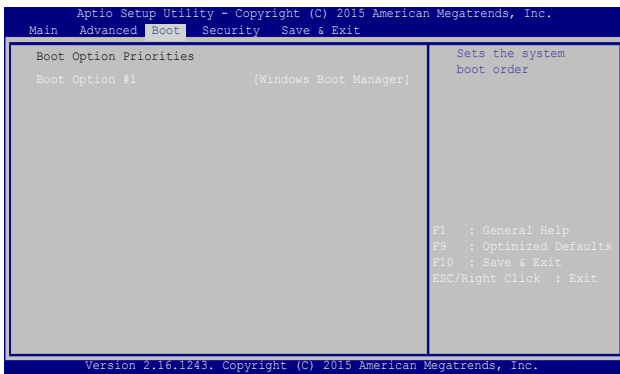 Aptio Setup Utility - Copyright (C) 2015 American Megatrends, Inc.
Main Advanced Boot Security Save & Exit
Boot Option Priorities
Boot Option #1 [Windows Boot Manager]
Sets the system
boot order
F1 : General Help
F9 : Optimized Defaults
F10 : Save & Exit
ESC/Right Click : Exit
Version 2.16.1243. Copyright (C) 2015 American Megatrends, Inc.